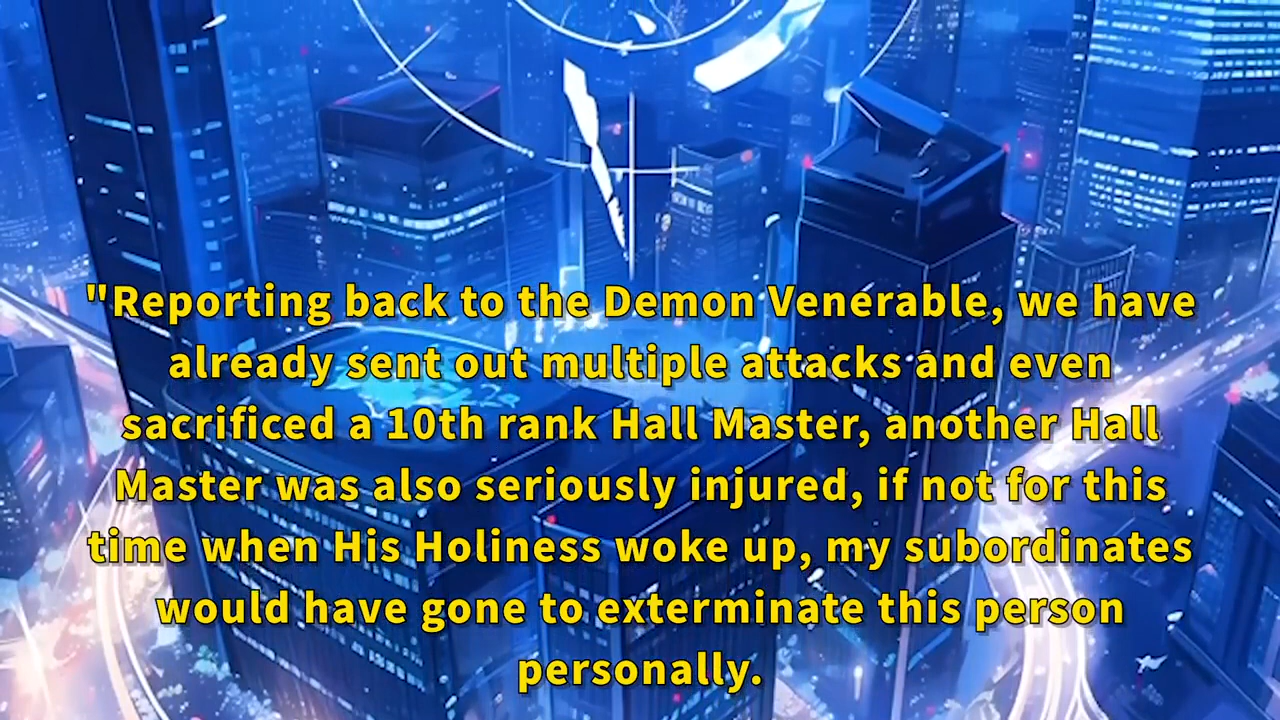 "Reporting back to the Demon Venerable, we have
already sent out multiple attacks and even
sacrificed a 10th rank Hall Master, another Hall
Master was also seriously injured, if not for this
time when His Holiness woke up, my subordinates
would have gone to exterminate this person
personally.